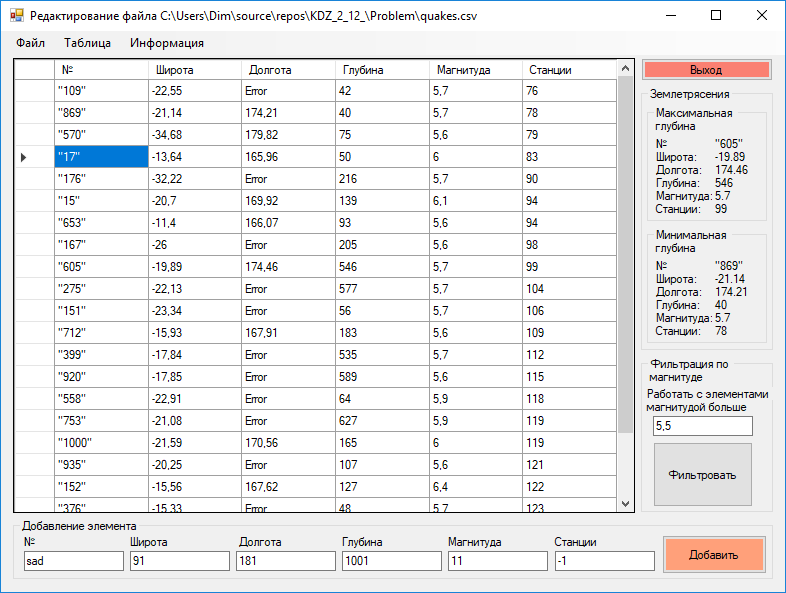 Редактирование файла C:\Users\Dim\source\repos\KDZ_2_12_\Problem\quakes.csv
Файл Таблица Информация
№ Широта Долгота Глубина Магнитуда Станции
"109" -22,55 Error 42 5,7 76
"869" -21,14 174,21 40 5,7 78
"570" -34,68 179,82 75 5,6 79
"17" -13,64 165,96 50 6 83
"176" -32,22 Error 216 5,7 90
"15" -20,7 169,92 139 6,1 94
"653" -11,4 166,07 93 5,6 94
"167" -26 Error 205 5,6 98
"605" -19,89 174,46 546 5,7 99
"275" -22,13 Error 577 5,7 104
"151" -23,34 Error 56 5,7 106
"712" -15,93 167,91 183 5,6 109
"399" -17,84 Error 535 5,7 112
"920" -17,85 Error 589 5,6 115
"558" -22,91 Error 64 5,9 118
"753" -21,08 Error 627 5,9 119
"1000" -21,59 170,56 165 6 119
"935" -20,25 Error 107 5,6 121
"152" -15,56 167,62 127 6,4 122
"376" -15,33 Error 48 5,7 123
Выход
Землетрясения
Максимальная
глубина
№ "605"
Широта: -19.89
Долгота: 174.46
Глубина: 546
Магнитуда: 5.7
Станции: 99
Минимальная
глубина
№ "869"
Широта: -21.14
Долгота: 174.21
Глубина: 40
Магнитуда: 5.7
Станции: 78
Фильтрация по
магнитуде
Работать с элементами
магнитудой больше
5,5
Фильтровать
Добавление элемента
№ Широта Долгота Глубина Магнитуда Станции
sad 91 181 1001 11 -1
Добавить